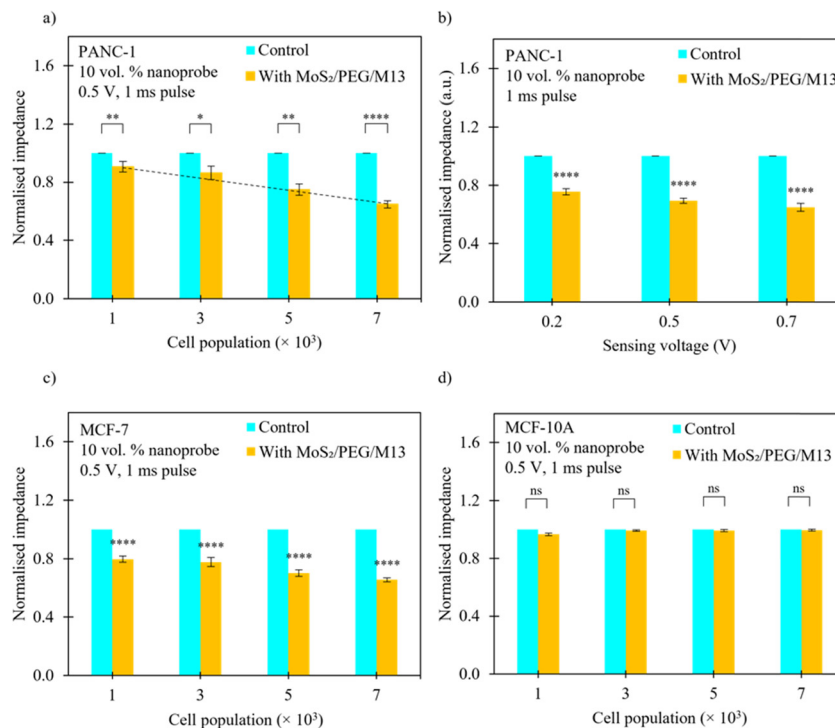 a)
PANC-1
10 vol. % nanoprobe
0.5 V, 1 ms pulse
Control
With MoS₂/PEG/M13
1.6
1.2
0.8
0.4
0.0
Normalised impedance
** * ** ****
1 3 5 7
Cell population (× 10³)
b)
PANC-1
10 vol. % nanoprobe
1 ms pulse
Control
With MoS₂/PEG/M13
1.6
1.2
0.8
0.4
0.0
Normalised impedance (a.u.)
**** **** ****
0.2 0.5 0.7
Sensing voltage (V)
c)
MCF-7
10 vol. % nanoprobe
0.5 V, 1 ms pulse
Control
With MoS₂/PEG/M13
1.6
1.2
0.8
0.4
0.0
Normalised impedance
**** **** **** ****
1 3 5 7
Cell population (× 10³)
d)
MCF-10A
10 vol. % nanoprobe
0.5 V, 1 ms pulse
Control
With MoS₂/PEG/M13
1.6
1.2
0.8
0.4
0.0
Normalised impedance
ns ns ns ns
1 3 5 7
Cell population (× 10³)